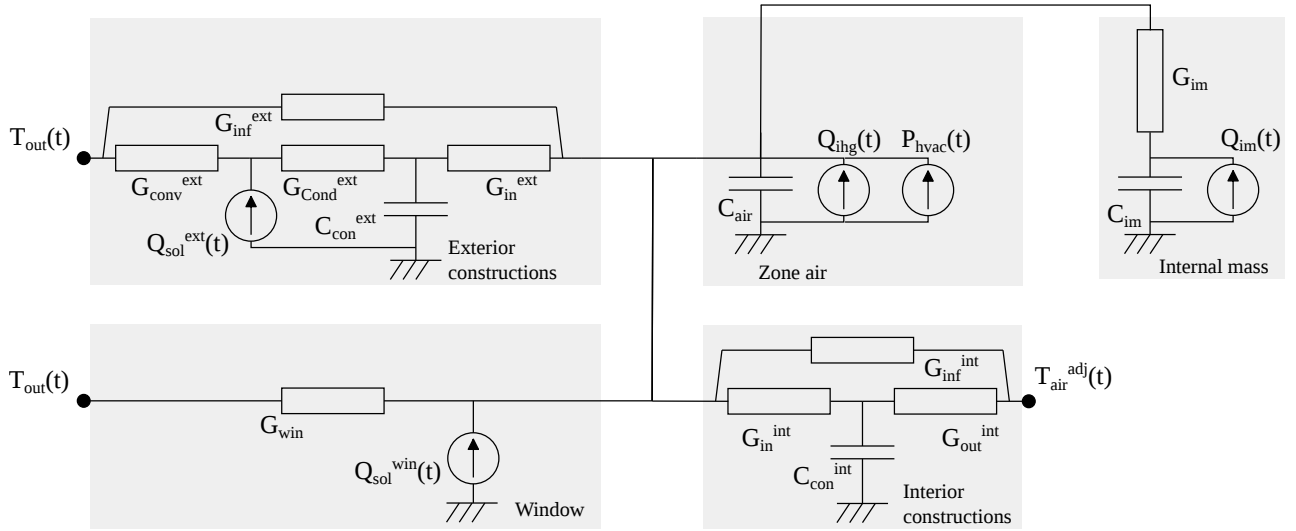 T_out(t)
G_inf^ext
G_conv^ext
G_Cond^ext
G_in^ext
Q_sol^ext(t)
C_con^ext
Exterior
constructions
Q_ihg(t)
P_hvac(t)
C_air
Zone air
G_im
Q_im(t)
C_im
Internal mass
T_out(t)
G_win
Q_sol^win(t)
Window
G_inf^int
T_air^adj(t)
G_in^int
G_out^int
C_con^int
Interior
constructions